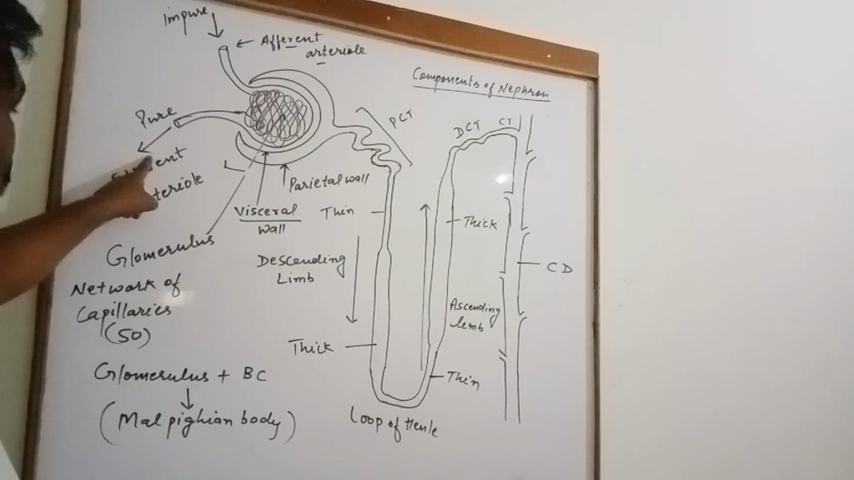 Impure
Afferent
arteriole
Components of Nephron
Pure
arteriole
PCT
DCT
CT
Parietal wall
Visceral
wall
Thin
Thick
Glomerulus
Network of
Capillaries
(50)
Descending
Limb
CD
Ascending
limb
Thick
Thin
Glomerulus + BC
(Malpighian body)
Loop of Henle